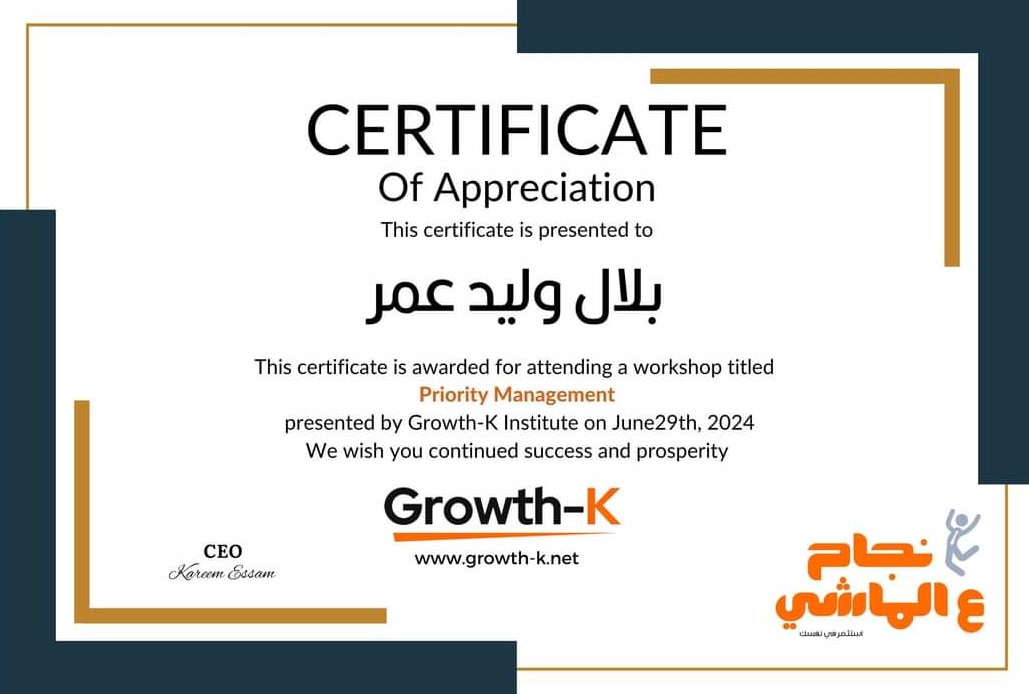 CERTIFICATE
Of Appreciation
This certificate is presented to
بلال وليد عمر
This certificate is awarded for attending a workshop titled
Priority Management
presented by Growth-K Institute on June29th, 2024
We wish you continued success and prosperity
Growth-K
www.growth-k.net
CEO
Kareem Essam
نجاح
ع الماشي
استثمر في نفسك